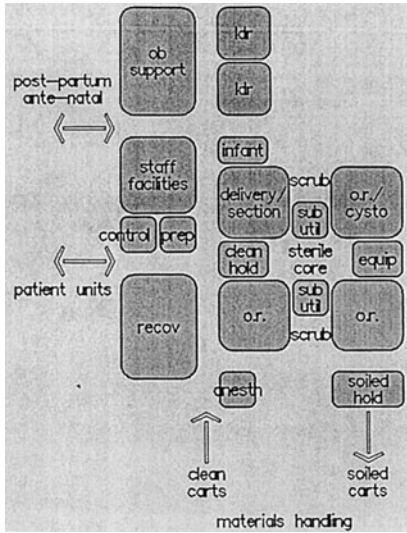 ob
support
ldr
ldr
post-partum
ante-natal
infant
staff
facilities
delivery/
section
scrub
o.r./
cysto
sub
util
control
prep
clean
hold
sterile
core
equip
patient units
recov
sub
util
o.r.
o.r.
scrub
anesth
soiled
hold
clean
carts
soiled
carts
materials handling